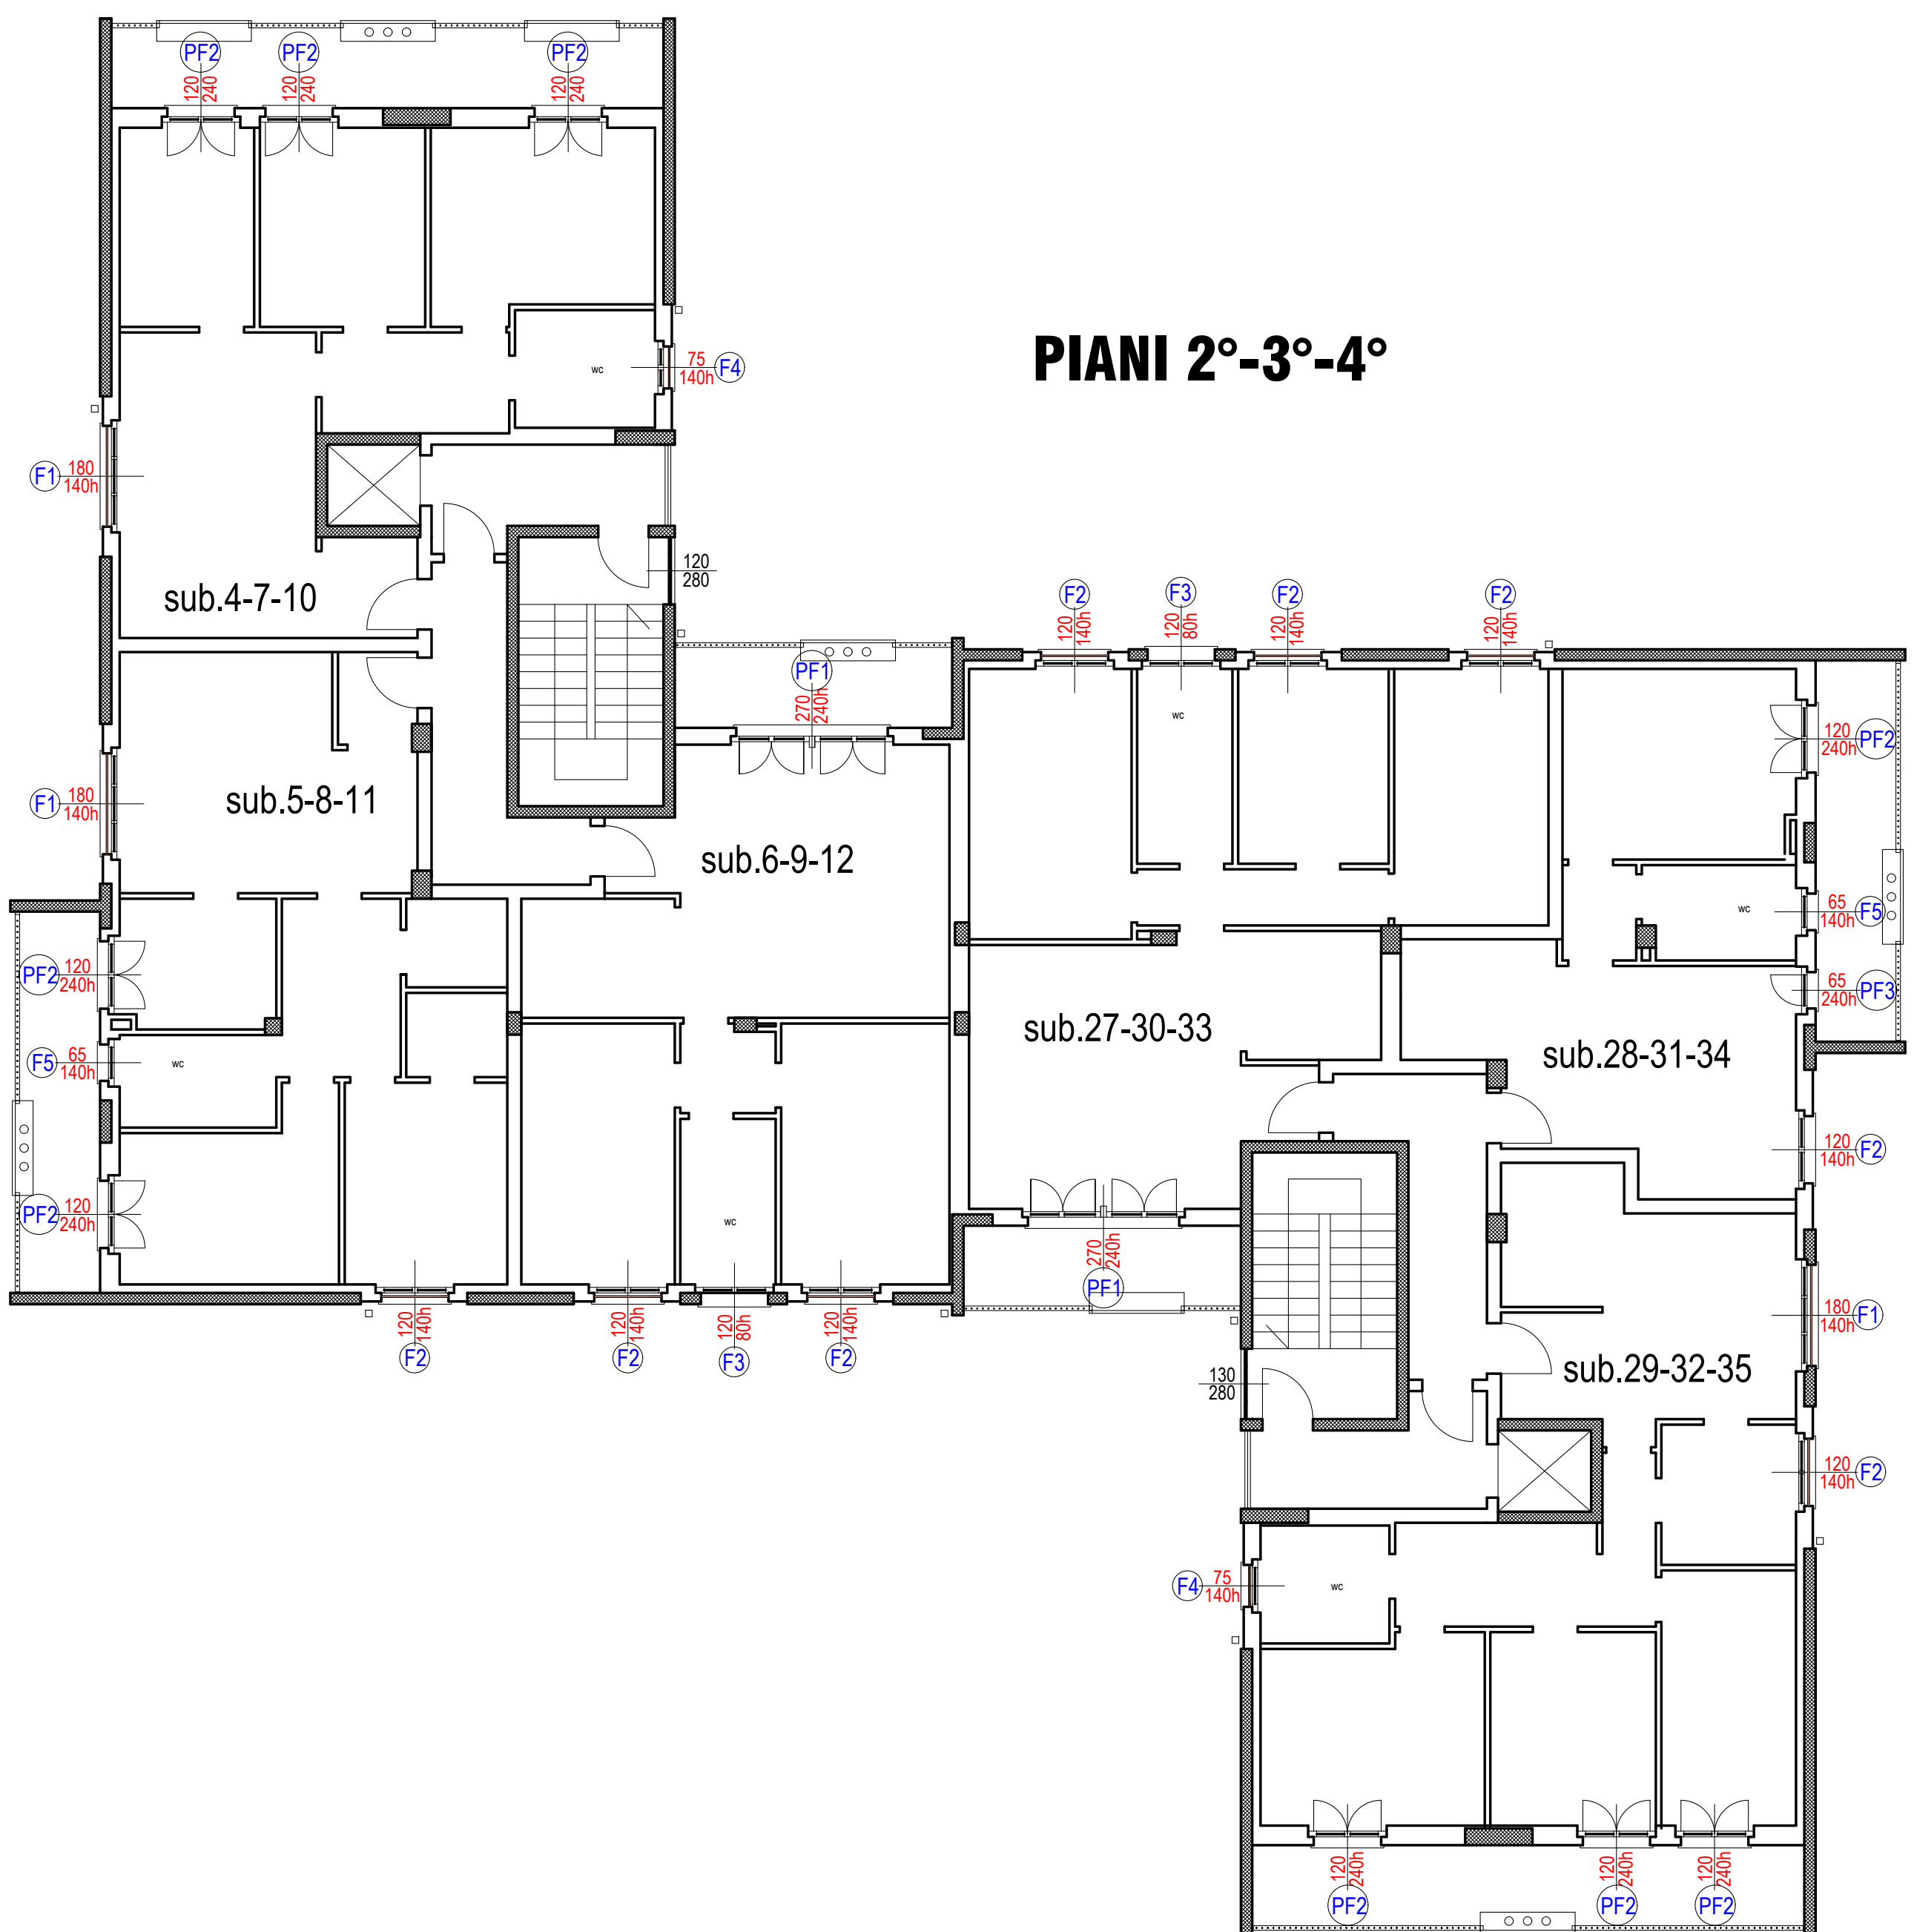 PF2
PF2
PF2
120
240
120
240
120
240
PIANI 2°-3°-4°
wc
75
140h
F4
F1
180
140h
120
280
sub.4-7-10
F2
120
140h
F3
120
80h
F2
120
140h
F2
120
140h
PF1
270
240h
wc
120
240h
PF2
F1
180
140h
sub.5-8-11
sub.6-9-12
wc
65
140h
F5
PF2
120
240h
65
240h
PF3
sub.27-30-33
sub.28-31-34
F5
65
140h
wc
120
140h
F2
PF2
120
240h
wc
270
240h
PF1
180
140h
F1
120
140h
F2
120
140h
F2
120
80h
F3
120
140h
F2
sub.29-32-35
130
280
120
140h
F2
F4
75
140h
wc
120
240h
PF2
120
240h
PF2
120
240h
PF2